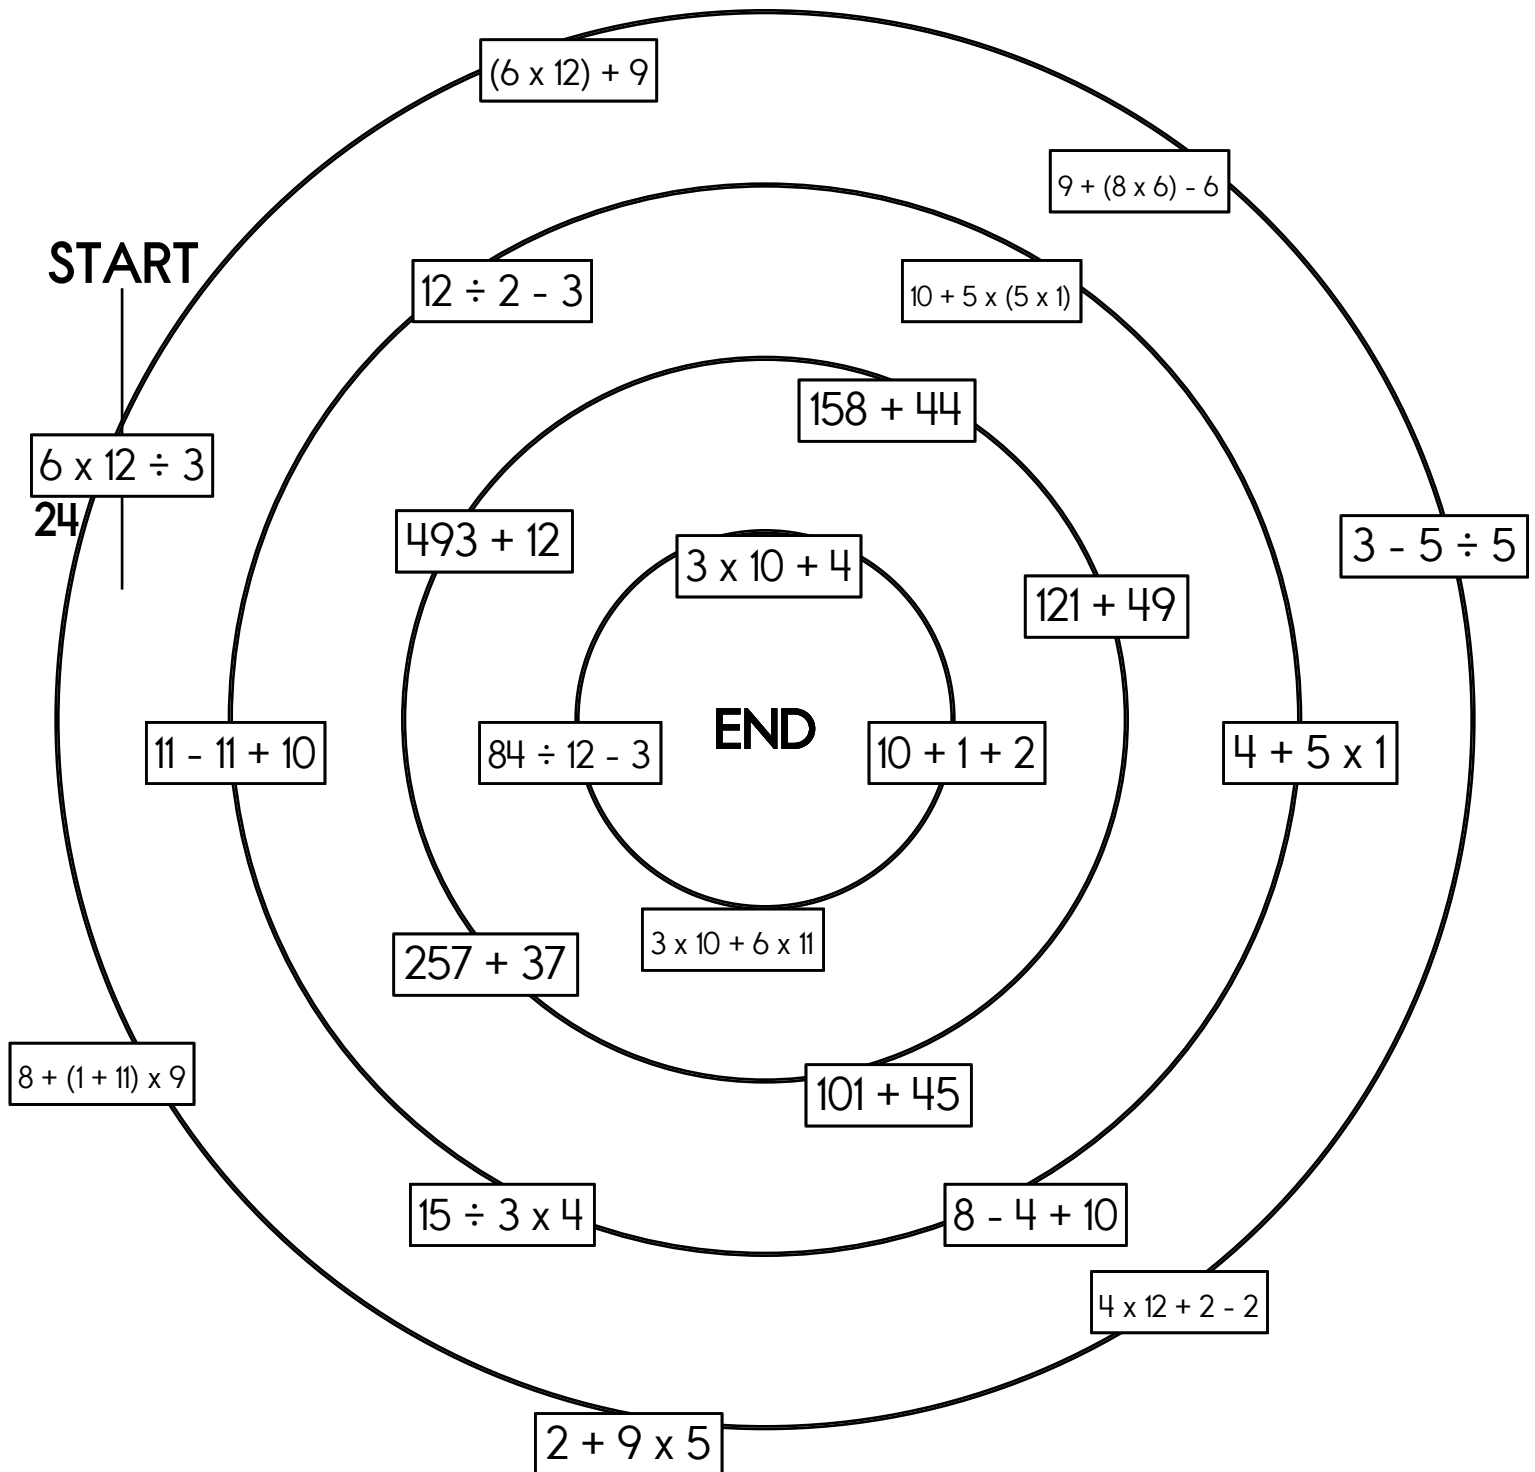 (6 x 12) + 9
9 + (8 x 6) - 6
START
12 ÷ 2 - 3
10 + 5 x (5 x 1)
158 + 44
6 x 12 ÷ 3
24
493 + 12
3 - 5 ÷ 5
3 x 10 + 4
121 + 49
END
11 - 11 + 10
84 ÷ 12 - 3
10 + 1 + 2
4 + 5 x 1
3 x 10 + 6 x 11
257 + 37
8 + (1 + 11) x 9
101 + 45
15 ÷ 3 x 4
8 - 4 + 10
4 x 12 + 2 - 2
2 + 9 x 5